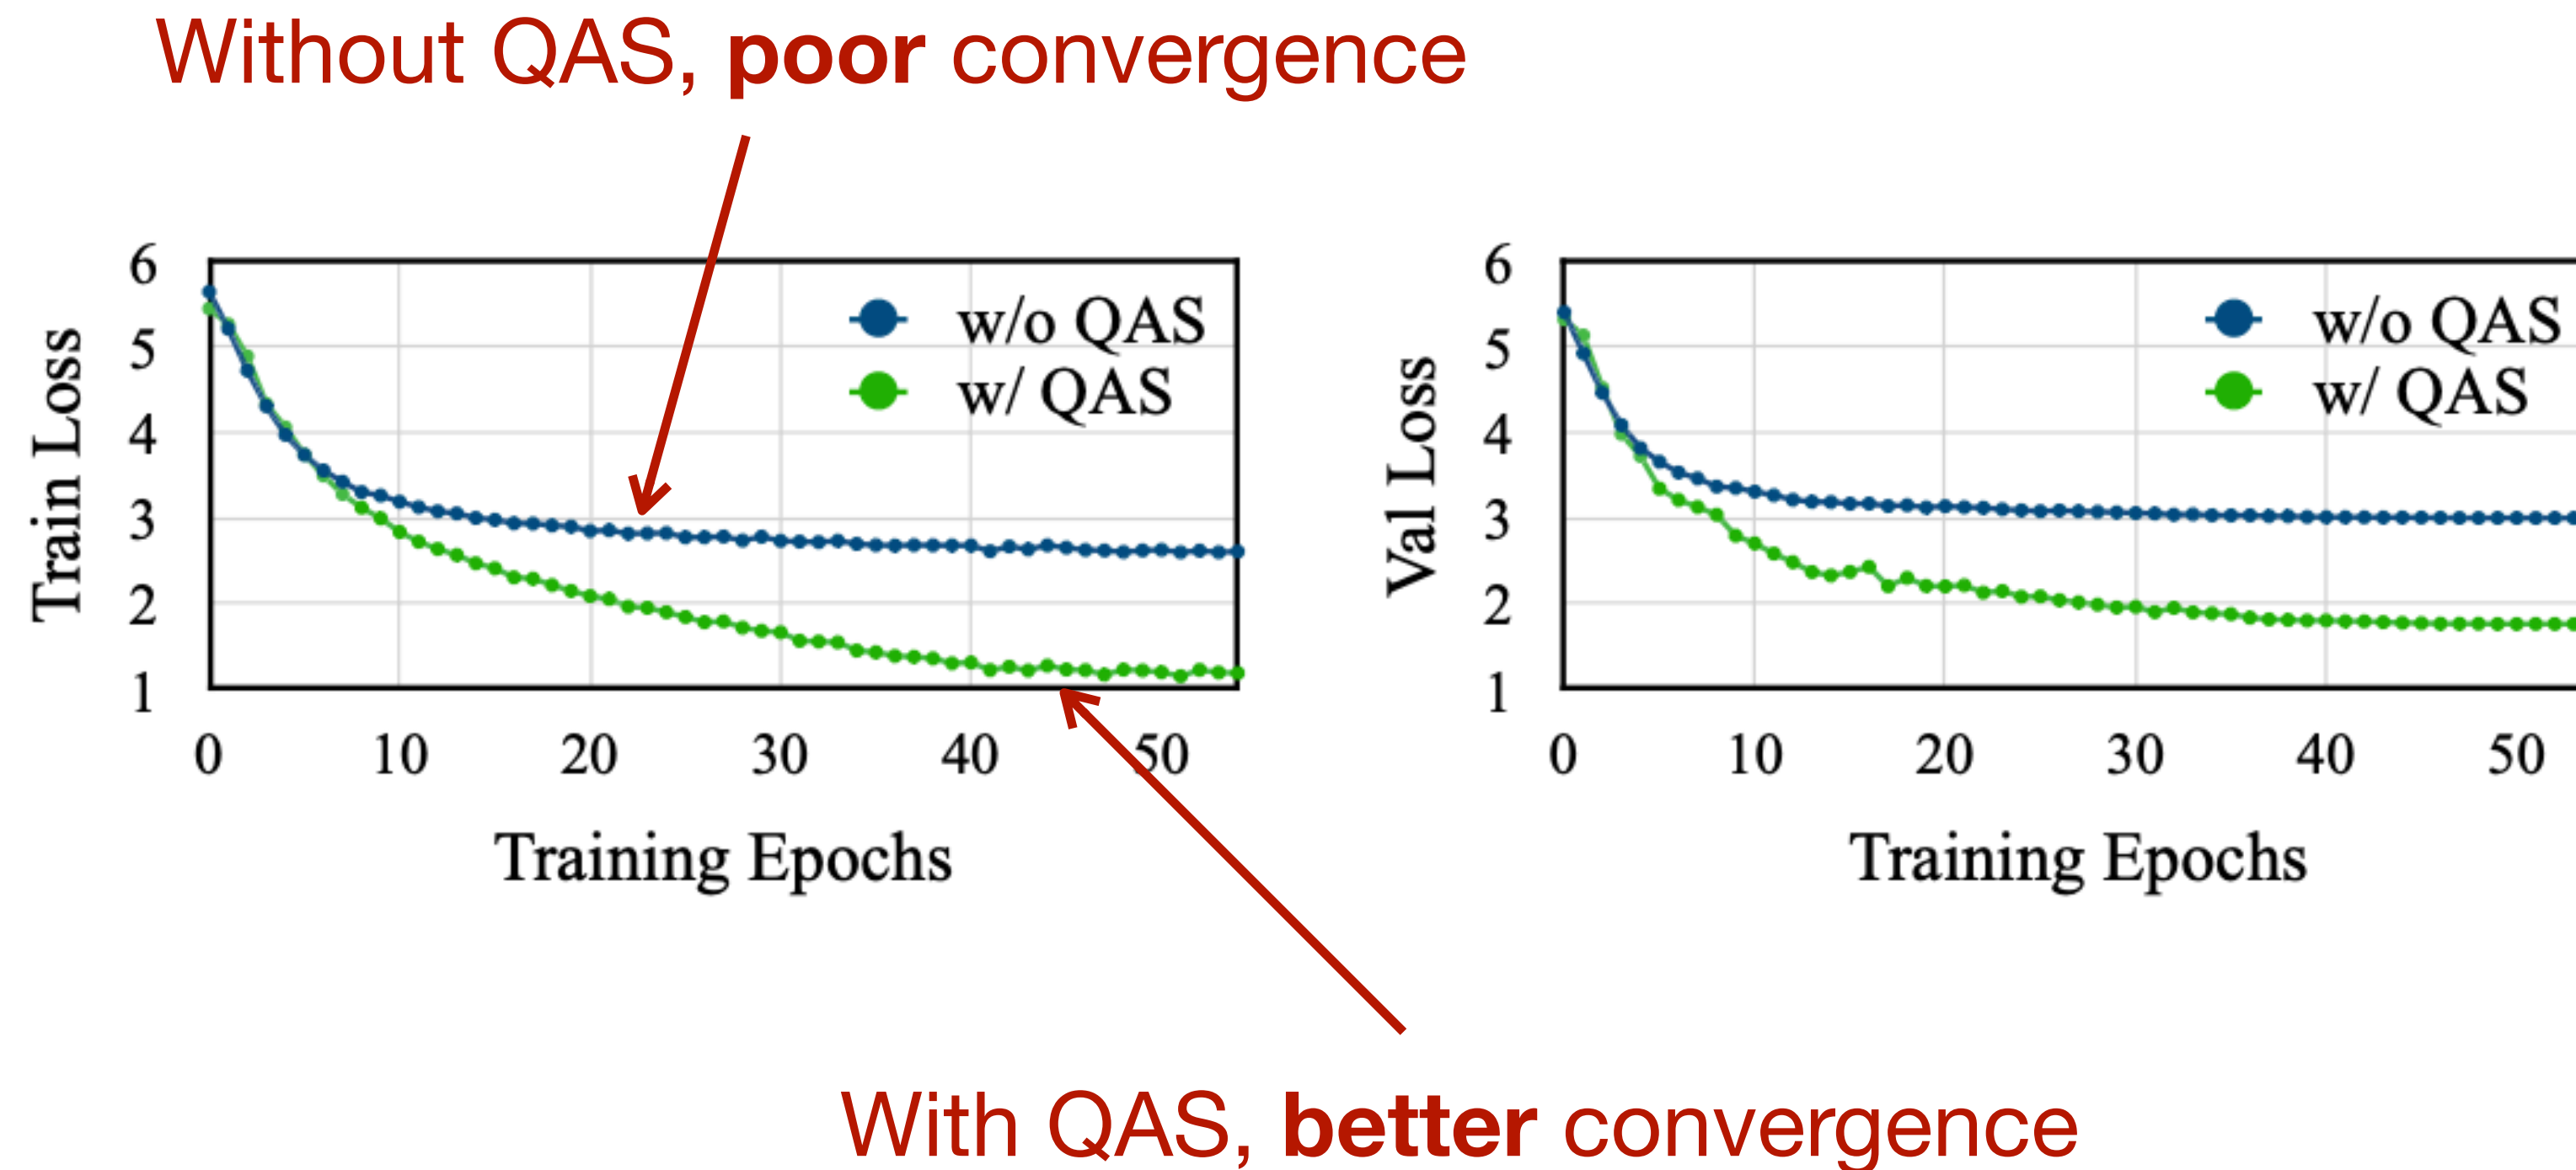 Without QAS, poor convergence
Train Loss
6
5
4
3
2
1
w/o QAS
w/ QAS
0 10 20 30 40 50
Training Epochs
Val Loss
6
5
4
3
2
1
w/o QAS
w/ QAS
0 10 20 30 40 50
Training Epochs
With QAS, better convergence